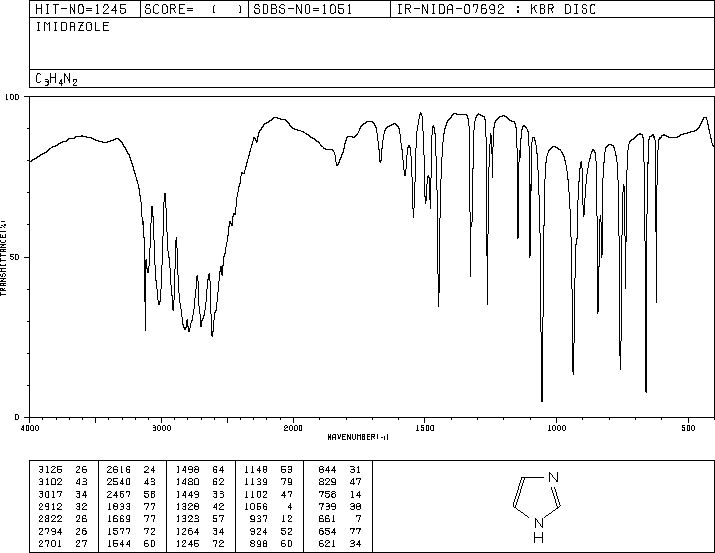 HIT-NO=1245 SCORE= ( ) SDBS-NO=1051 IR-NIDA-07692 : KBR DISC
IMIDAZOLE
C3H4N2
100
50
0
TRANSMITTANCE(%)
4000 3000 2000 1500 1000 500
WAVENUMBER(-1)
3125 26 2616 24 1498 64 1148 53 844 31
3102 43 2540 43 1480 62 1139 79 829 47
3017 34 2467 58 1449 33 1102 47 758 14
2912 32 1833 77 1328 42 1056 4 739 38
2822 26 1669 77 1323 57 937 12 661 7
2794 26 1577 72 1264 34 924 52 654 77
2701 27 1544 60 1245 72 898 60 621 34
N
N
H